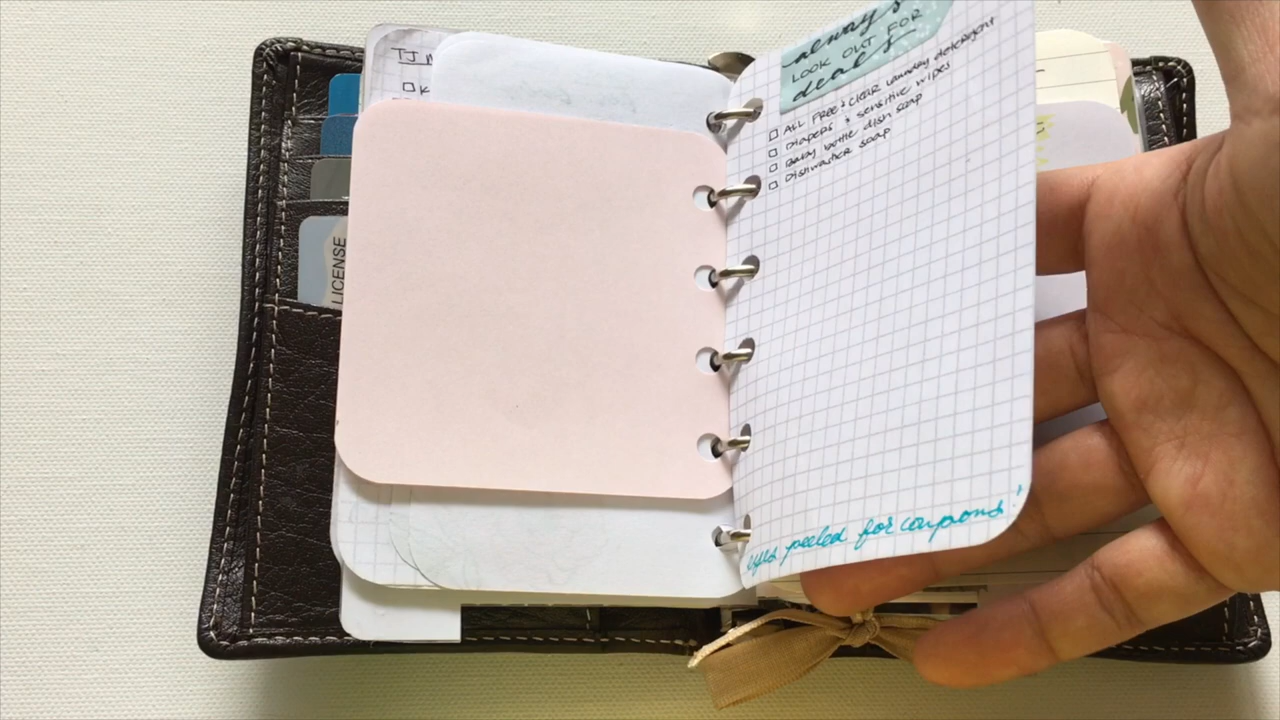 TJ
K
LICENSE
always
LOOK OUT FOR
deals
ALL FREE & CLEAR laundry detergent
Diapers & sensitive wipes
Baby bottle dish soap
Dishwasher soap
eyes peeled for coupons!